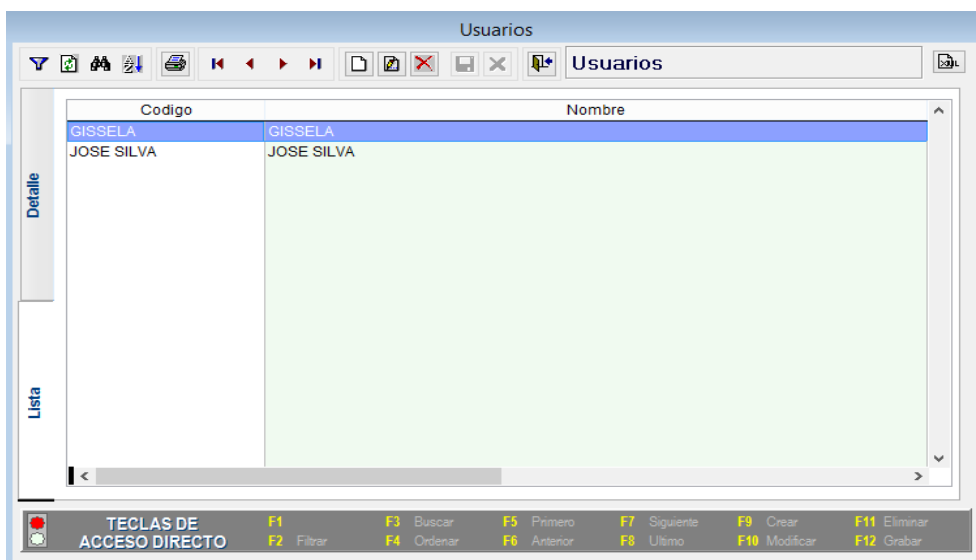 Usuarios
Usuarios
XML
Codigo Nombre
GISSELA GISSELA
JOSE SILVA JOSE SILVA
Detalle
Lista
TECLAS DE ACCESO DIRECTO
F1 F3 Buscar F5 Primero F7 Siguiente F9 Crear F11 Eliminar
F2 Filtrar F4 Ordenar F6 Anterior F8 Ultimo F10 Modificar F12 Grabar